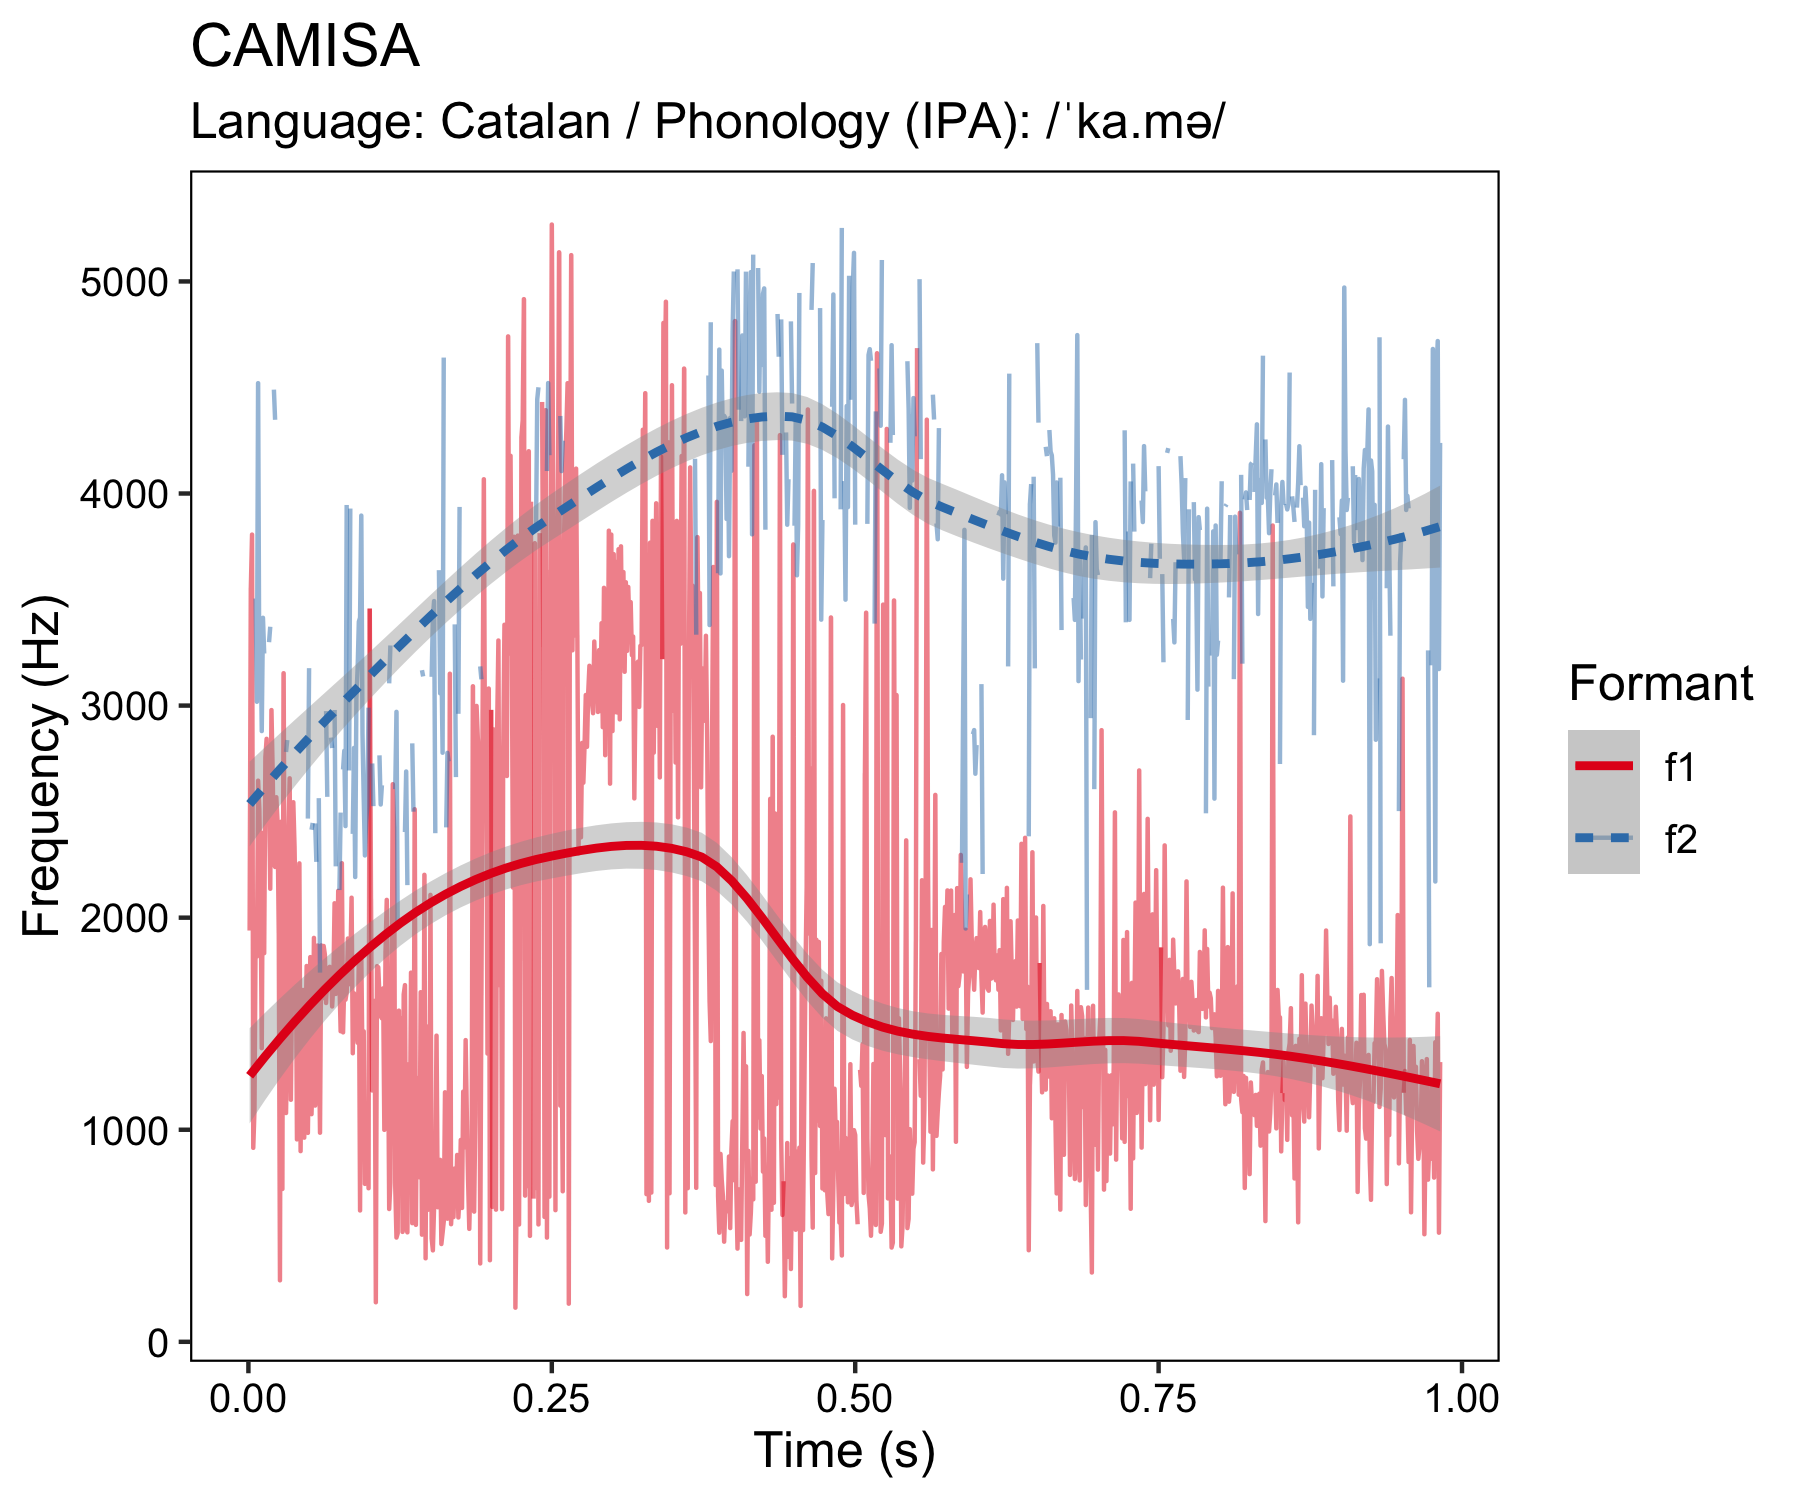 CAMISA
Language: Catalan / Phonology (IPA): /ˈka.mə/
Frequency (Hz)
5000
4000
3000
2000
1000
0
0.00 0.25 0.50 0.75 1.00
Time (s)
Formant
f1
f2